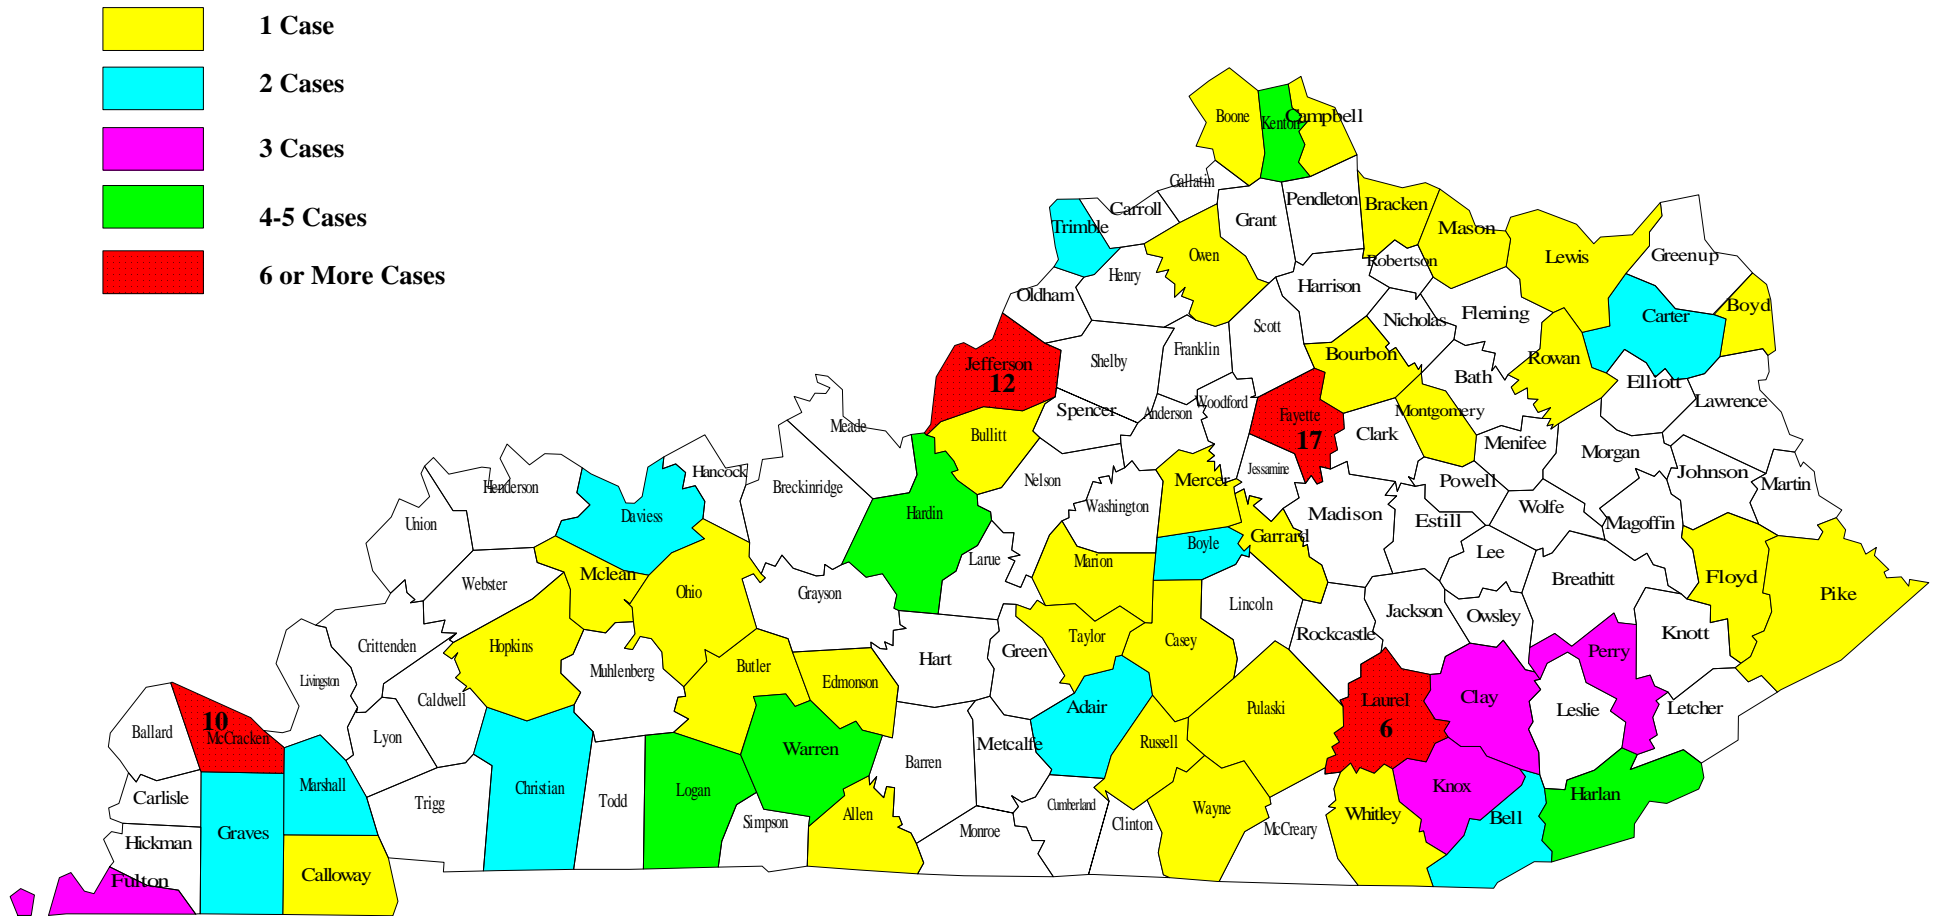 1 Case
2 Cases
3 Cases
4-5 Cases
6 or More Cases
Boone
Kenton
Campbell
Gallatin
Carroll
Trimble
Grant
Pendleton
Bracken
Mason
Owen
Henry
Oldham
Robertson
Lewis
Greenup
Harrison
Nicholas
Fleming
Carter
Boyd
Scott
Franklin
Shelby
Jefferson
12
Bourbon
Rowan
Bath
Elliott
Lawrence
Spencer
Anderson
Woodford
Fayette
17
Montgomery
Clark
Menifee
Morgan
Bullitt
Meade
Hancock
Breckinridge
Nelson
Jessamine
Mercer
Powell
Johnson
Martin
Henderson
Union
Daviess
Hardin
Washington
Madison
Estill
Wolfe
Magoffin
Boyle
Garrard
Lee
Larue
Marion
Webster
Mclean
Ohio
Grayson
Breathitt
Floyd
Pike
Lincoln
Jackson
Owsley
Rockcastle
Knott
Crittenden
Hopkins
Muhlenberg
Butler
Edmonson
Hart
Green
Taylor
Casey
Perry
Livingston
Caldwell
Clay
Leslie
Letcher
Laurel
6
Pulaski
Adair
Russell
Ballard
10
McCracken
Lyon
Warren
Metcalfe
Barren
Carlisle
Marshall
Trigg
Christian
Todd
Logan
Simpson
Allen
Monroe
Cumberland
Clinton
Wayne
McCreary
Whitley
Knox
Bell
Harlan
Hickman
Graves
Calloway
Fulton